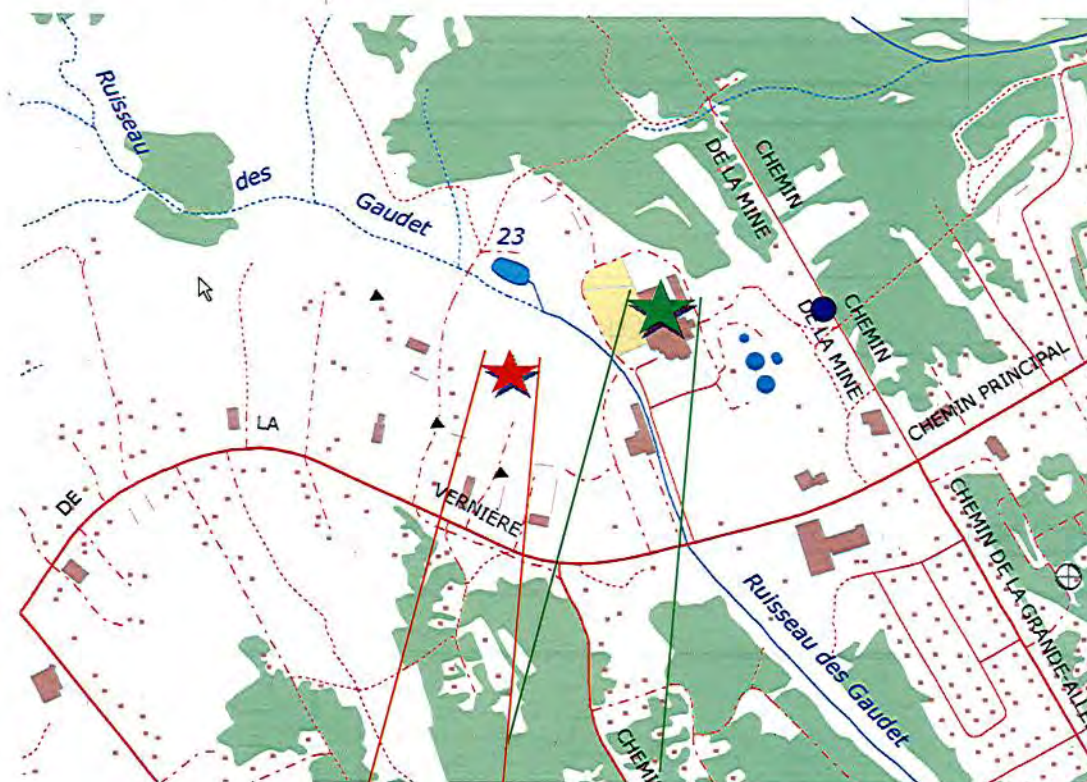 Ruisseau
des
Gaudet
23
CHEMIN
DE LA MINE
CHEMIN
DE LA MINE
CHEMIN PRINCIPAL
LA
DE
VERNIÈRE
CHEMIN DE LA GRANDE-ALLÉ
Ruisseau des Gaudet
CHEMI